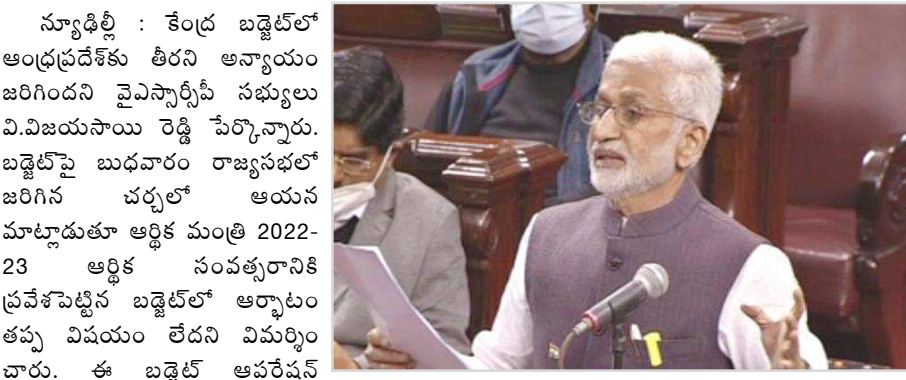 న్యూఢిల్లీ : కేంద్ర బడ్జెట్‌లో
ఆంధ్రప్రదేశ్‌కు తీరని అన్యాయం
జరిగిందని వైఎస్సార్సీపీ సభ్యులు
వి.విజయసాయి రెడ్డి పేర్కొన్నారు.
బడ్జెట్‌పై బుధవారం రాజ్యసభలో
జరిగిన చర్చలో ఆయన
మాట్లాడుతూ ఆర్థిక మంత్రి 2022-
23 ఆర్థిక సంవత్సరానికి
ప్రవేశపెట్టిన బడ్జెట్‌లో ఆర్భాటం
తప్ప విషయం లేదని విమర్శిం
చారు. ఈ బడ్జెట్ ఆపరేషన్